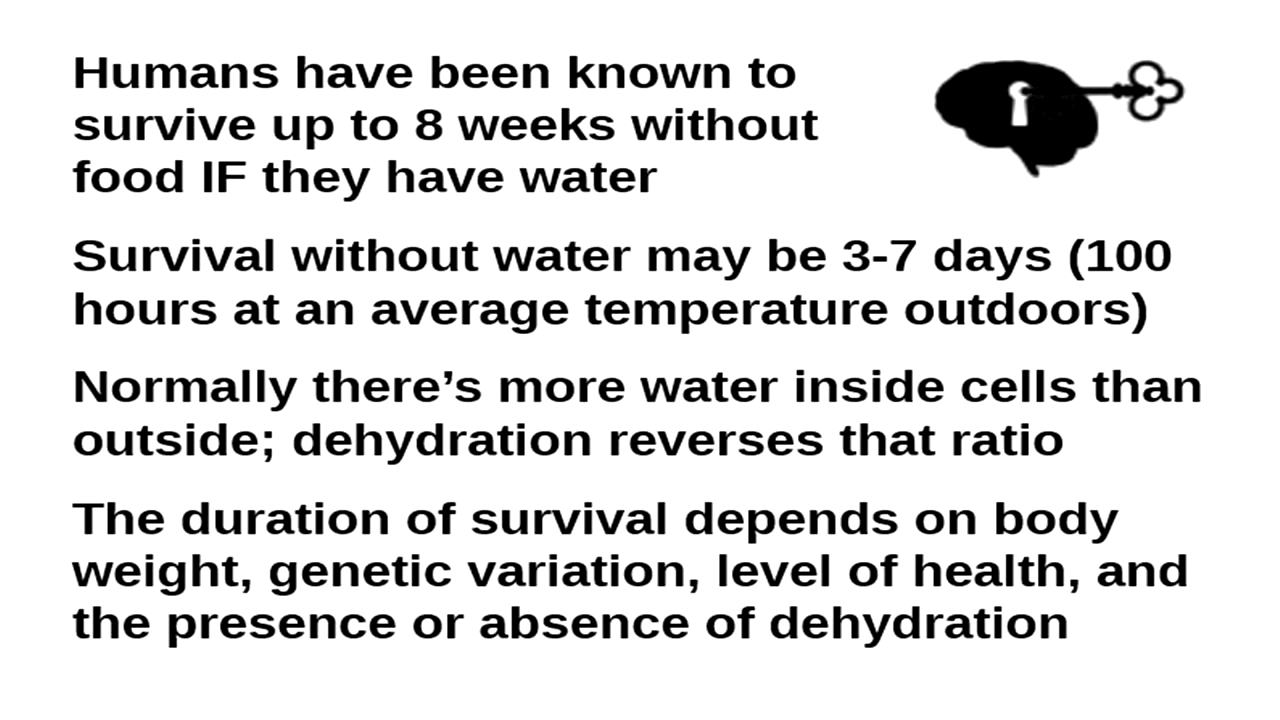 Humans have been known to
survive up to 8 weeks without
food IF they have water
Survival without water may be 3-7 days (100
hours at an average temperature outdoors)
Normally there’s more water inside cells than
outside; dehydration reverses that ratio
The duration of survival depends on body
weight, genetic variation, level of health, and
the presence or absence of dehydration